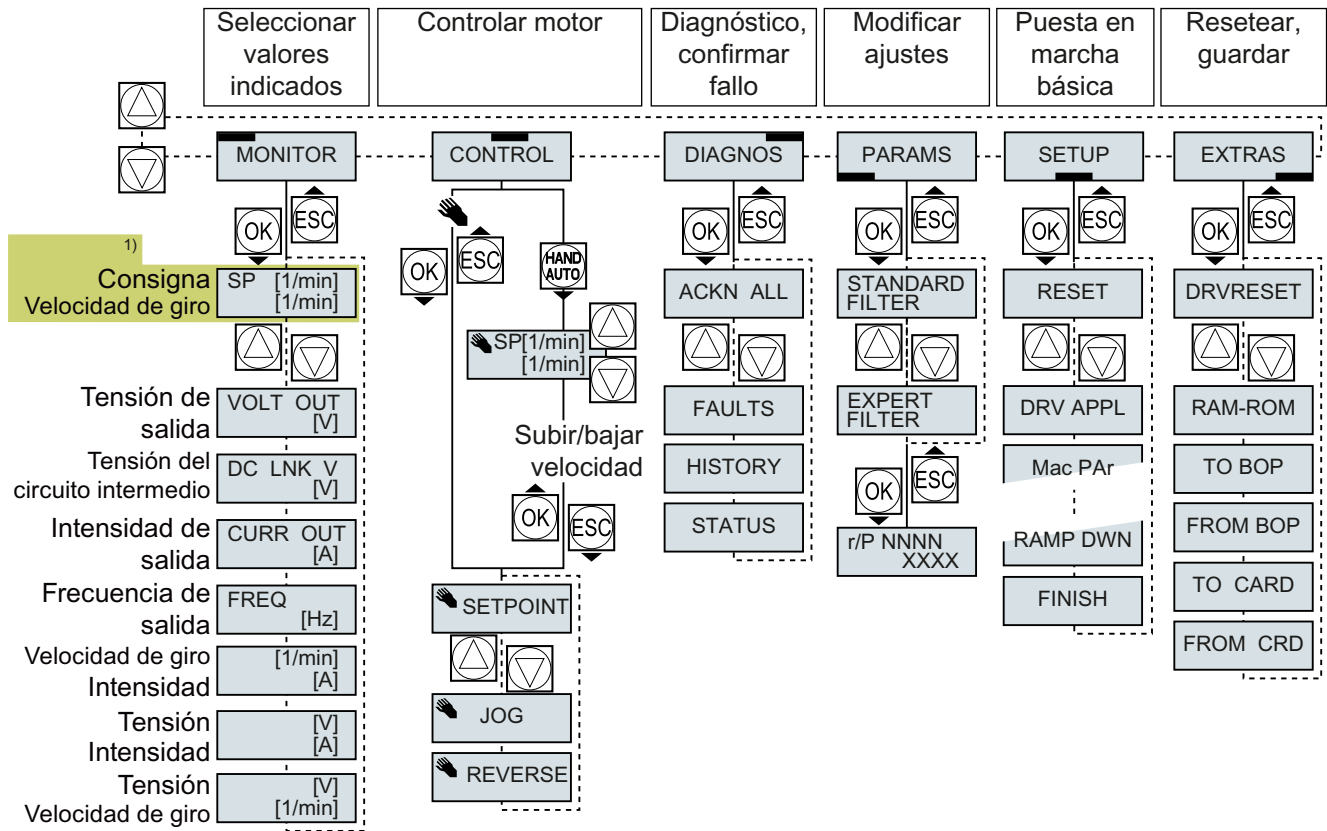 Seleccionar
valores
indicados
Controlar motor
Diagnóstico,
confirmar
fallo
Modificar
ajustes
Puesta en
marcha
básica
Resetear,
guardar
MONITOR
CONTROL
DIAGNOS
PARAMS
SETUP
EXTRAS
OK
ESC
1)
Consigna
Velocidad de giro
SP [1/min]
[1/min]
Tensión de
salida
VOLT OUT
[V]
Tensión del
circuito intermedio
DC LNK V
[V]
Intensidad de
salida
CURR OUT
[A]
Frecuencia de
salida
FREQ
[Hz]
Velocidad de giro
Intensidad
[1/min]
[A]
Tensión
Intensidad
[V]
[A]
Tensión
Velocidad de giro
[V]
[1/min]
OK
ESC
HAND
AUTO
SP[1/min]
[1/min]
Subir/bajar
velocidad
OK
ESC
SETPOINT
JOG
REVERSE
OK
ESC
ACKN ALL
FAULTS
HISTORY
STATUS
OK
ESC
STANDARD
FILTER
EXPERT
FILTER
OK
ESC
r/P NNNN
XXXX
OK
ESC
RESET
DRV APPL
Mac PAr
RAMP DWN
FINISH
OK
ESC
DRVRESET
RAM-ROM
TO BOP
FROM BOP
TO CARD
FROM CRD